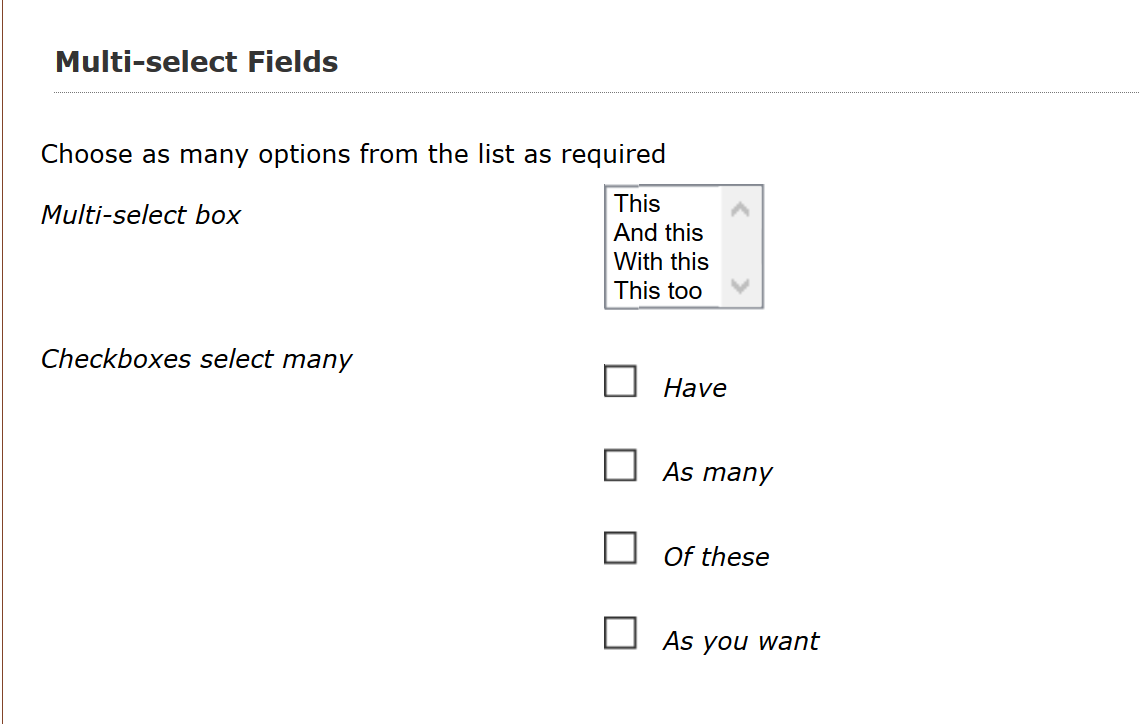 Multi-select Fields
Choose as many options from the list as required
Multi-select box
This
And this
With this
This too
Checkboxes select many
Have
As many
Of these
As you want